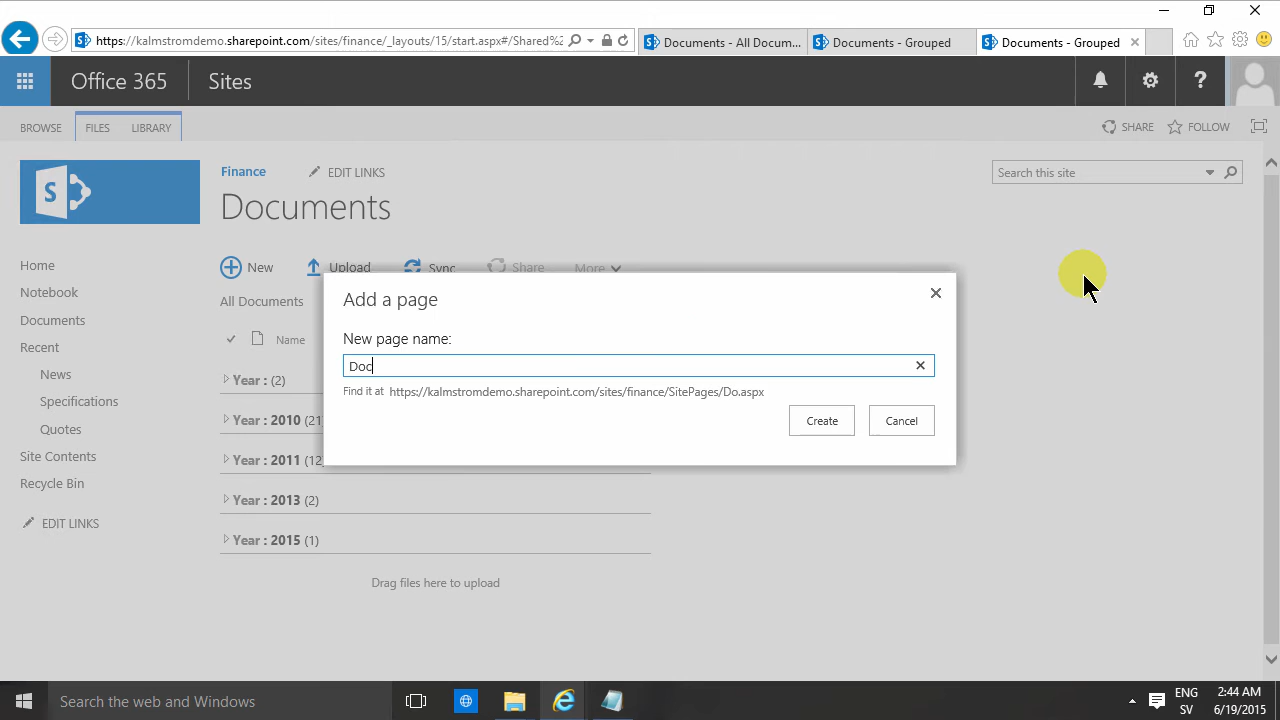 https://kalmstromdemo.sharepoint.com/sites/finance/_layouts/15/start.aspx#/Shared%2
Documents - All Docum...
Documents - Grouped
Documents - Grouped
Office 365
Sites
?
BROWSE
FILES
LIBRARY
SHARE
FOLLOW
Finance
EDIT LINKS
Search this site
Documents
Home
Notebook
Documents
Recent
News
Specifications
Quotes
Site Contents
Recycle Bin
EDIT LINKS
New
Upload
Sync
Share
More
All Documents
Name
Year : (2)
Year : 2010 (21
Year : 2011 (12
Year : 2013 (2)
Year : 2015 (1)
Drag files here to upload
Add a page
New page name:
Doc
Find it at https://kalmstromdemo.sharepoint.com/sites/finance/SitePages/Do.aspx
Create
Cancel
Search the web and Windows
ENG
SV
2:44 AM
6/19/2015